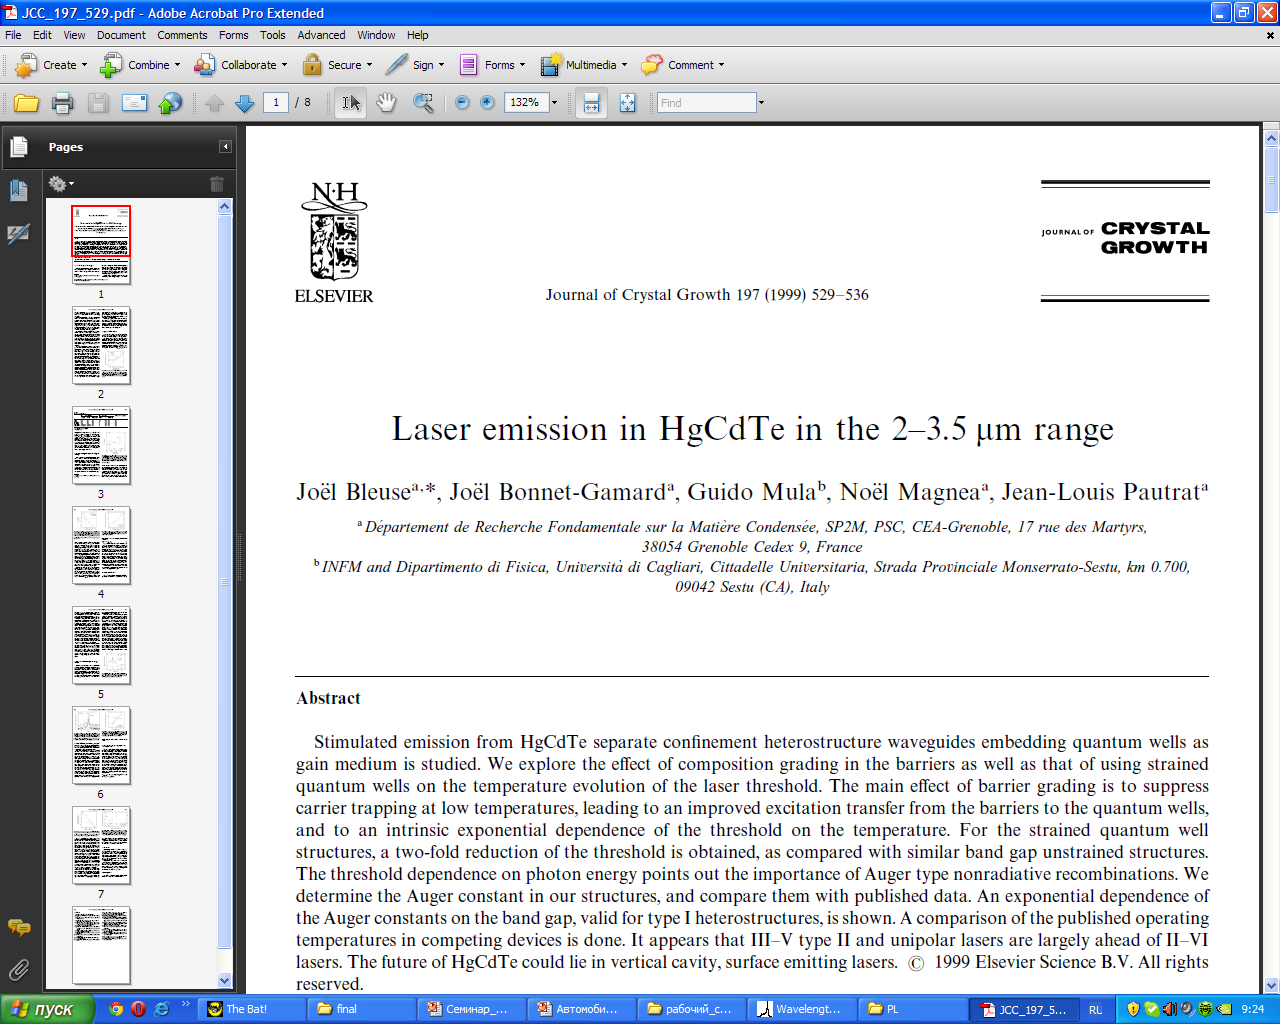 JCC_197_529.pdf - Adobe Acrobat Pro Extended
File Edit View Document Comments Forms Tools Advanced Window Help
Create Combine Collaborate Secure Sign Forms Multimedia Comment
1 / 8 132% Find
Pages
1
2
3
4
5
6
7
N·H
ELSEVIER
Journal of Crystal Growth 197 (1999) 529–536
JOURNAL OF CRYSTAL
GROWTH
Laser emission in HgCdTe in the 2–3.5 μm range
Joël Bleuseᵃ,*, Joël Bonnet-Gamardᵃ, Guido Mulaᵇ, Noël Magneaᵃ, Jean-Louis Pautratᵃ
ᵃ Département de Recherche Fondamentale sur la Matière Condensée, SP2M, PSC, CEA-Grenoble, 17 rue des Martyrs,
38054 Grenoble Cedex 9, France
ᵇ INFM and Dipartimento di Fisica, Università di Cagliari, Cittadelle Universitaria, Strada Provinciale Monserrato-Sestu, km 0.700,
09042 Sestu (CA), Italy
Abstract
Stimulated emission from HgCdTe separate confinement heterostructure waveguides embedding quantum wells as
gain medium is studied. We explore the effect of composition grading in the barriers as well as that of using strained
quantum wells on the temperature evolution of the laser threshold. The main effect of barrier grading is to suppress
carrier trapping at low temperatures, leading to an improved excitation transfer from the barriers to the quantum wells,
and to an intrinsic exponential dependence of the threshold on the temperature. For the strained quantum well
structures, a two-fold reduction of the threshold is obtained, as compared with similar band gap unstrained structures.
The threshold dependence on photon energy points out the importance of Auger type nonradiative recombinations. We
determine the Auger constant in our structures, and compare them with published data. An exponential dependence of
the Auger constants on the band gap, valid for type I heterostructures, is shown. A comparison of the published operating
temperatures in competing devices is done. It appears that III–V type II and unipolar lasers are largely ahead of II–VI
lasers. The future of HgCdTe could lie in vertical cavity, surface emitting lasers. © 1999 Elsevier Science B.V. All rights
reserved.
пуск The Bat! final Семинар_... Автомоби... рабочий_с... Wavelengt... PL JCC_197_5... RU 9:24